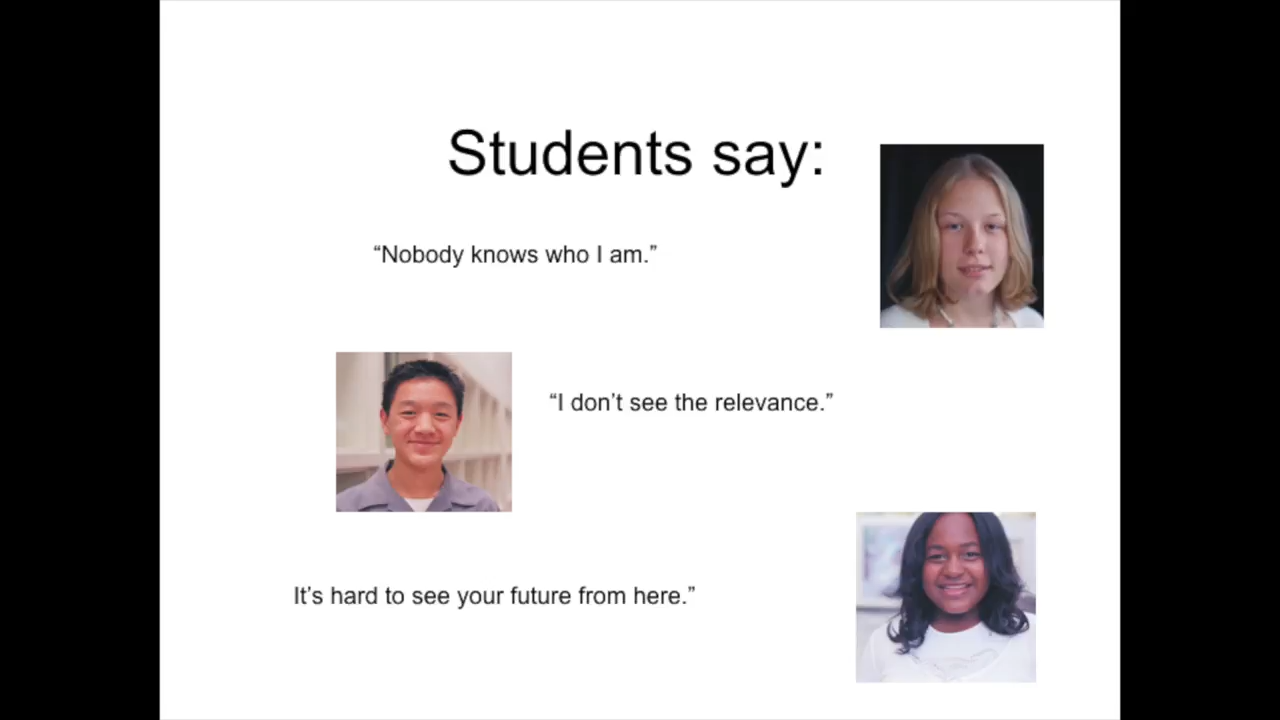 Students say:
“Nobody knows who I am.”
“I don’t see the relevance.”
It’s hard to see your future from here.”